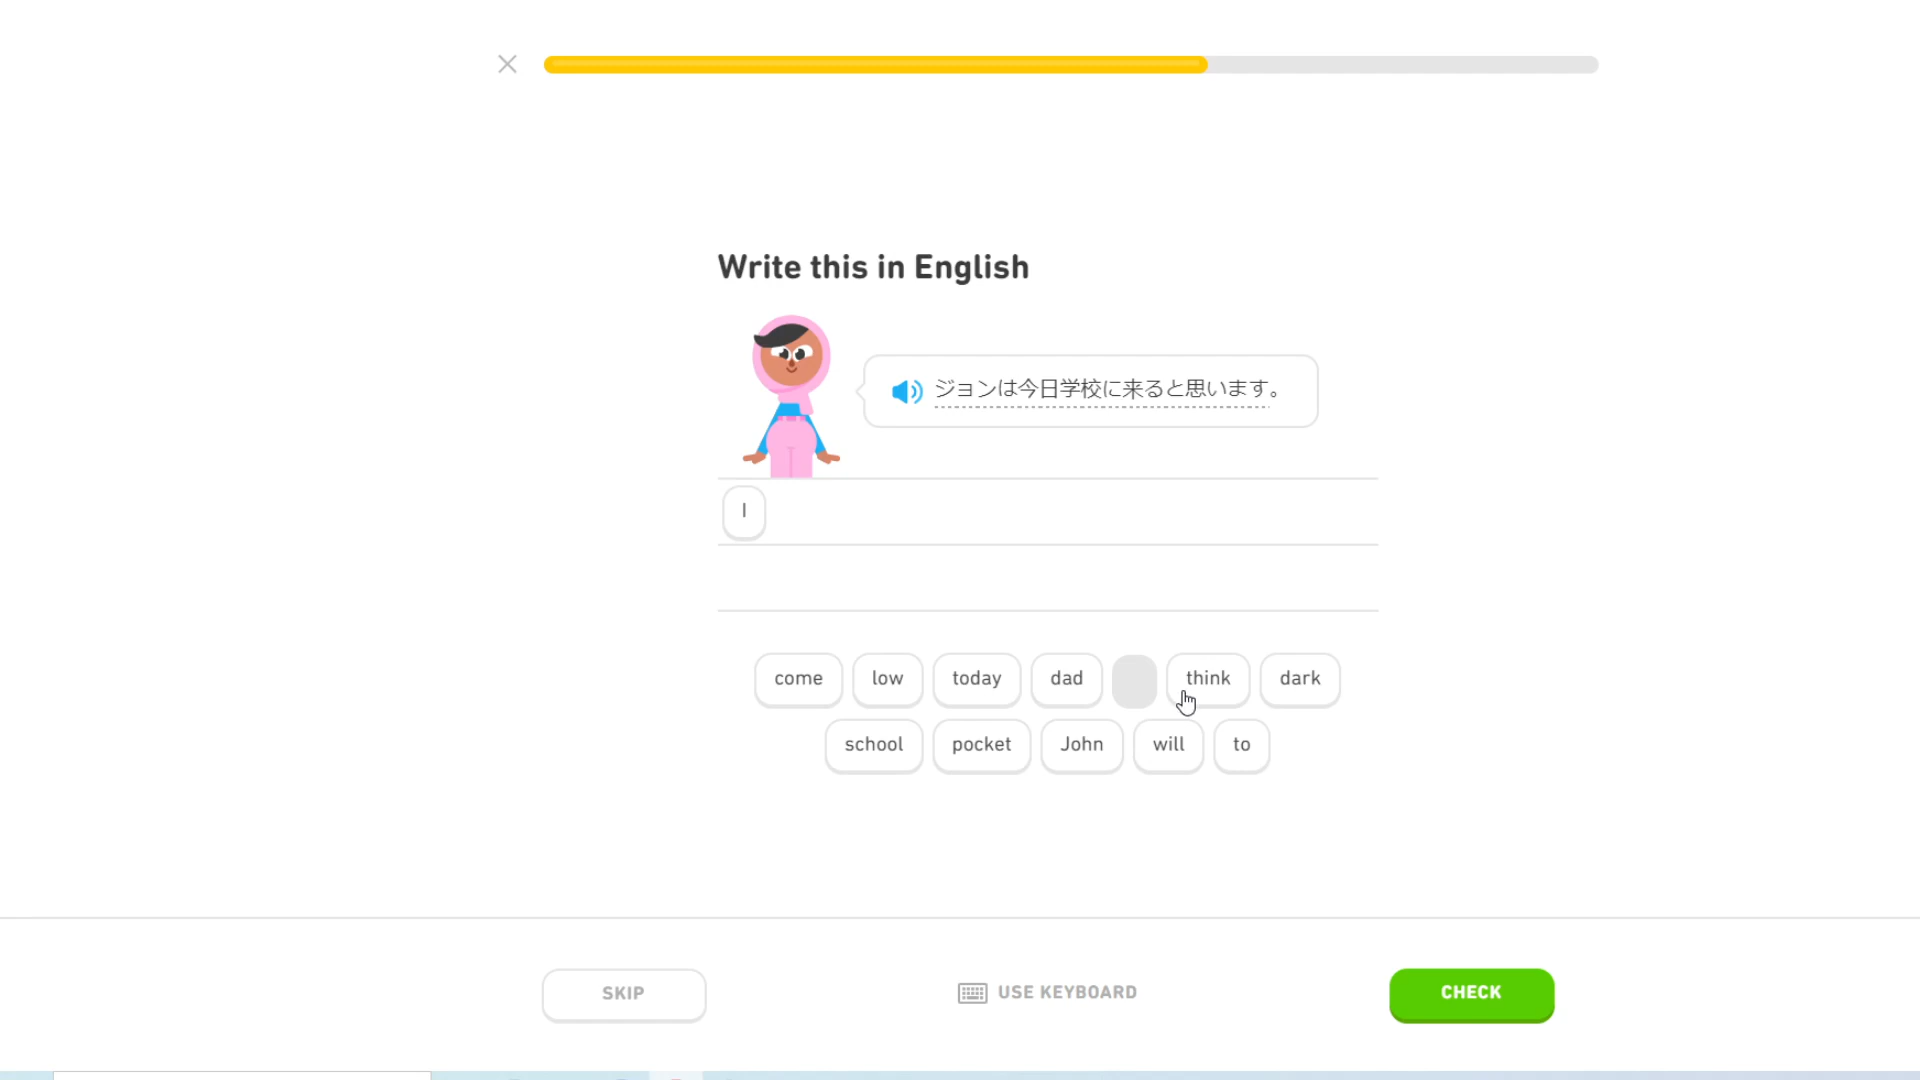 Write this in English
ジョンは今日学校に来ると思います。
I
come low today dad think dark
school pocket John will to
SKIP USE KEYBOARD CHECK